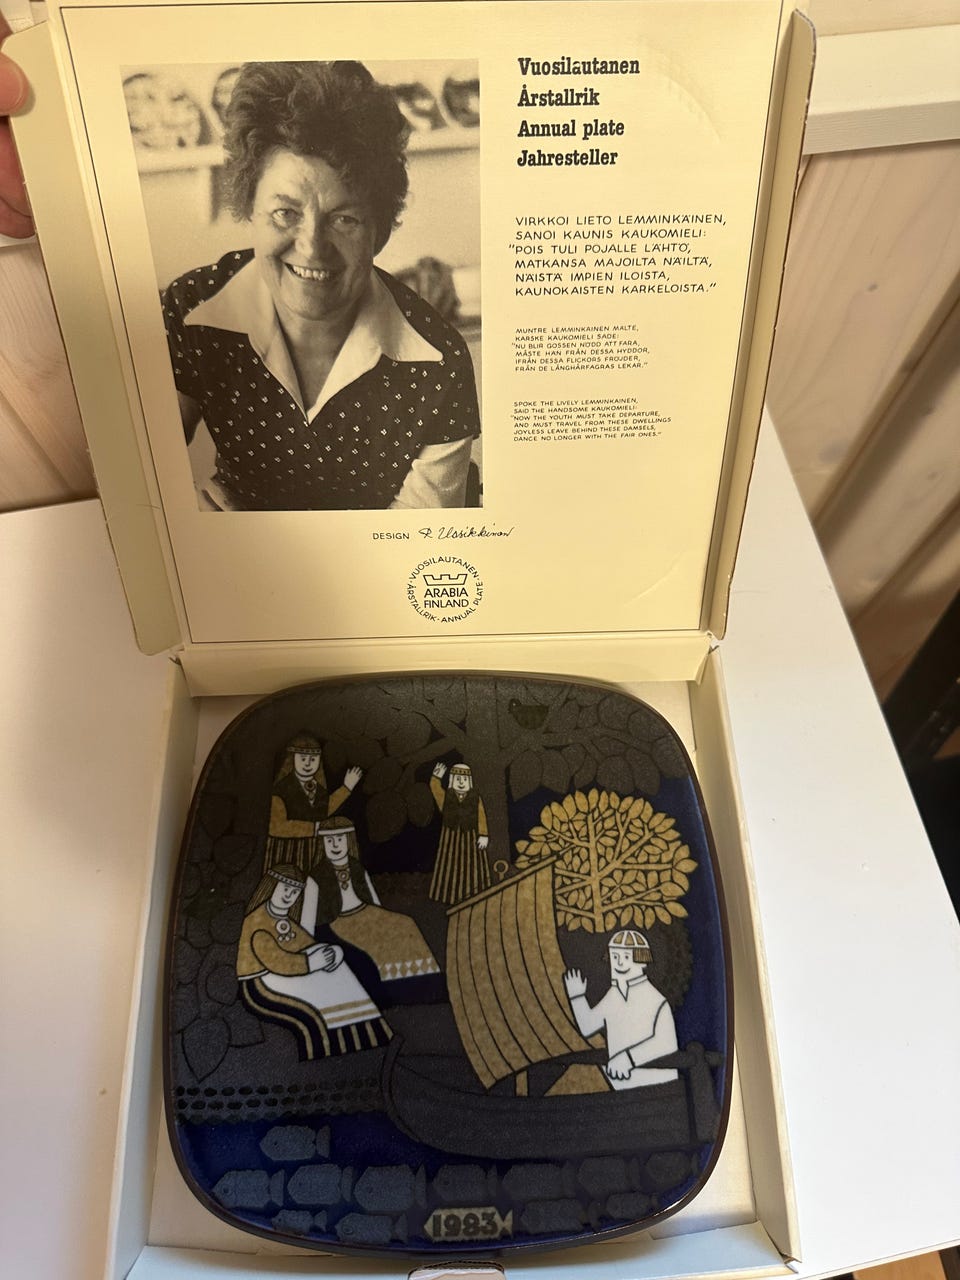 Vuosilautanen
Årstallrik
Annual plate
Jahresteller
VIRKKOI LIETO LEMMINKÄINEN,
SANOI KAUNIS KAUKOMIELI:
"POIS TULI POJALLE LÄHTÖ,
MATKANSA MAJOILTA NÄILTÄ,
NÄISTÄ IMPIEN ILOISTA,
KAUNOKAISTEN KARKELOISTA."
MUNTRE LEMMINKAINEN MÄLTE,
KARSKE KAUKOMIELI SADE:
"NU BLIR GOSSEN NÖDD ATT FARA,
MÅSTE HAN FRÅN DESSA HYDDOR,
IFRÅN DESSA FLICKORS FRÖJDER,
FRÅN DE LÅNGHÅRFAGRAS LEKAR."
SPOKE THE LIVELY LEMMINKAINEN,
SAID THE HANDSOME KAUKOMIELI:
"NOW THE YOUTH MUST TAKE DEPARTURE,
AND MUST TRAVEL FROM THESE DWELLINGS
JOYLESS LEAVE BEHIND THESE DAMSELS,
DANCE NO LONGER WITH THE FAIR ONES."
DESIGN R. Uosikkinen
VUOSILAUTANEN · ÅRSTALLRIK · ANNUAL PLATE ·
ARABIA
FINLAND
1983